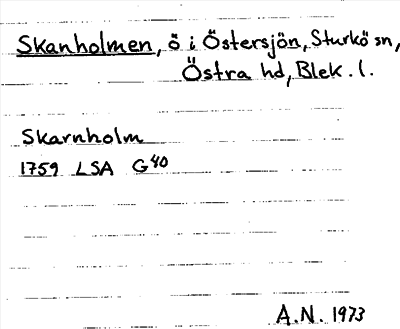 Skanholmen, ö i Östersjön, Sturkö sn,
Östra hd, Blek. l.
Skarnholm
1759 LSA G40
A.N. 1973